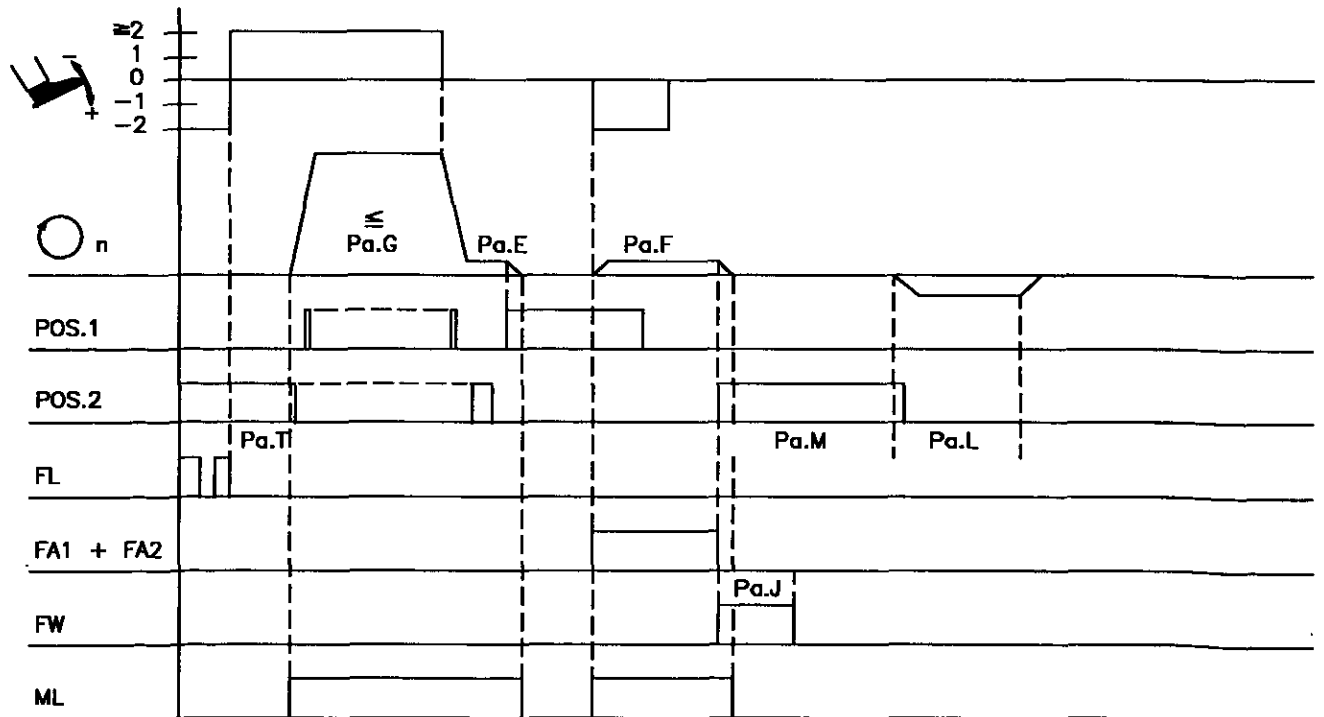 ≧2
1
0
−1
−2
−
+
n
≦
Pa.G
Pa.E
Pa.F
POS.1
POS.2
Pa.T
Pa.M
Pa.L
FL
FA1 + FA2
Pa.J
FW
ML